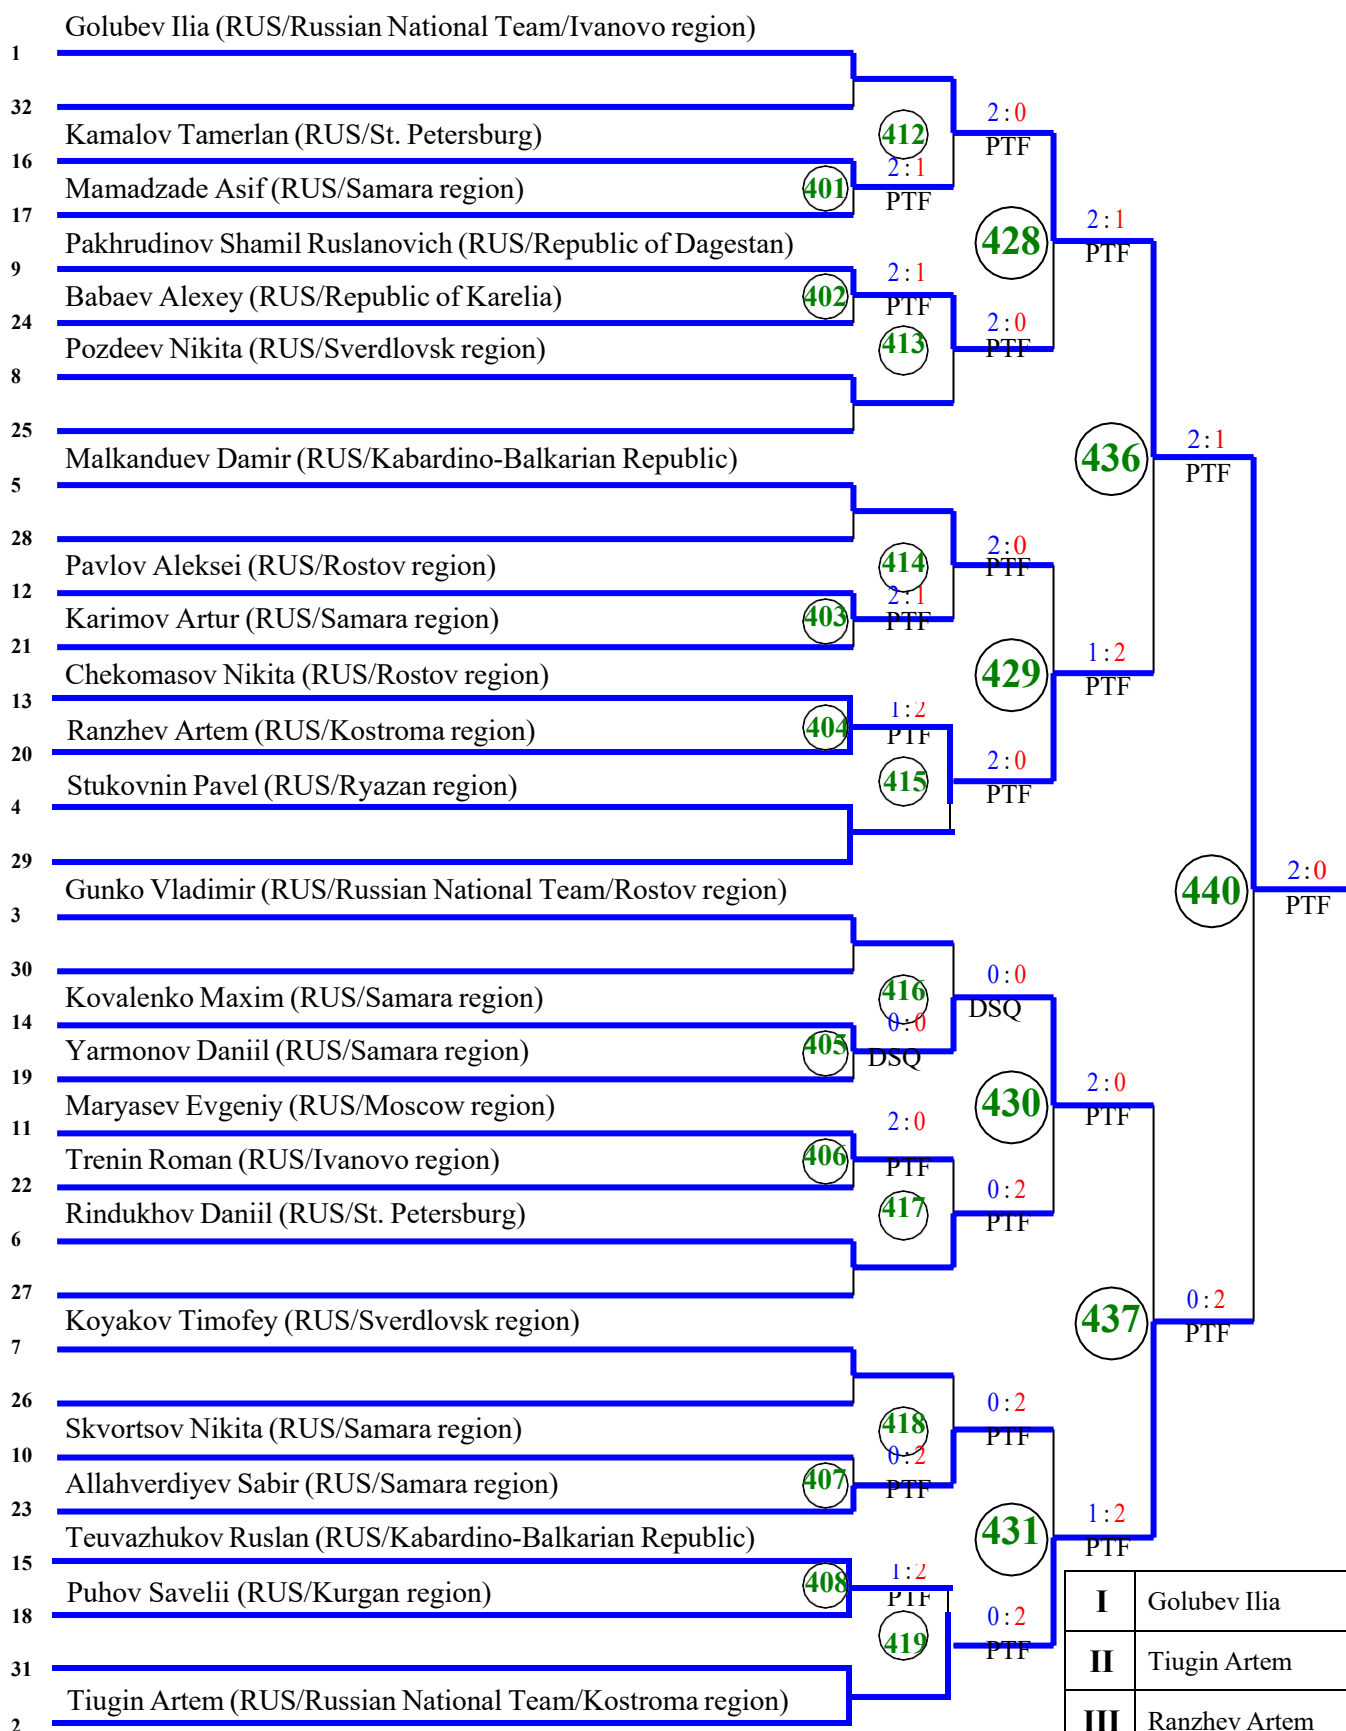 Golubev Ilia (RUS/Russian National Team/Ivanovo region)
1
32
2:0
Kamalov Tamerlan (RUS/St. Petersburg)
412
PTF
16
2:1
Mamadzade Asif (RUS/Samara region)
401
PTF
17
2:1
Pakhrudinov Shamil Ruslanovich (RUS/Republic of Dagestan)
428
PTF
9
2:1
Babaev Alexey (RUS/Republic of Karelia)
402
PTF
24
2:0
Pozdeev Nikita (RUS/Sverdlovsk region)
413
PTF
8
25
2:1
Malkanduev Damir (RUS/Kabardino-Balkarian Republic)
436
PTF
5
28
2:0
Pavlov Aleksei (RUS/Rostov region)
414
PTF
12
2:1
Karimov Artur (RUS/Samara region)
403
PTF
21
1:2
Chekomasov Nikita (RUS/Rostov region)
429
PTF
13
1:2
Ranzhev Artem (RUS/Kostroma region)
404
PTF
20
2:0
Stukovnin Pavel (RUS/Ryazan region)
415
PTF
4
29
2:0
Gunko Vladimir (RUS/Russian National Team/Rostov region)
440
PTF
3
30
0:0
Kovalenko Maxim (RUS/Samara region)
416
DSQ
14
0:0
Yarmonov Daniil (RUS/Samara region)
405
DSQ
19
2:0
Maryasev Evgeniy (RUS/Moscow region)
430
PTF
11
2:0
Trenin Roman (RUS/Ivanovo region)
406
PTF
22
0:2
Rindukhov Daniil (RUS/St. Petersburg)
417
PTF
6
27
0:2
Koyakov Timofey (RUS/Sverdlovsk region)
437
PTF
7
26
0:2
Skvortsov Nikita (RUS/Samara region)
418
PTF
10
0:2
Allahverdiyev Sabir (RUS/Samara region)
407
PTF
23
1:2
Teuvazhukov Ruslan (RUS/Kabardino-Balkarian Republic)
431
PTF
15
1:2
Puhov Savelii (RUS/Kurgan region)
408
PTF
18
0:2
419
PTF
I Golubev Ilia
II Tiugin Artem
31
Tiugin Artem (RUS/Russian National Team/Kostroma region)
2
III Ranzhev Artem